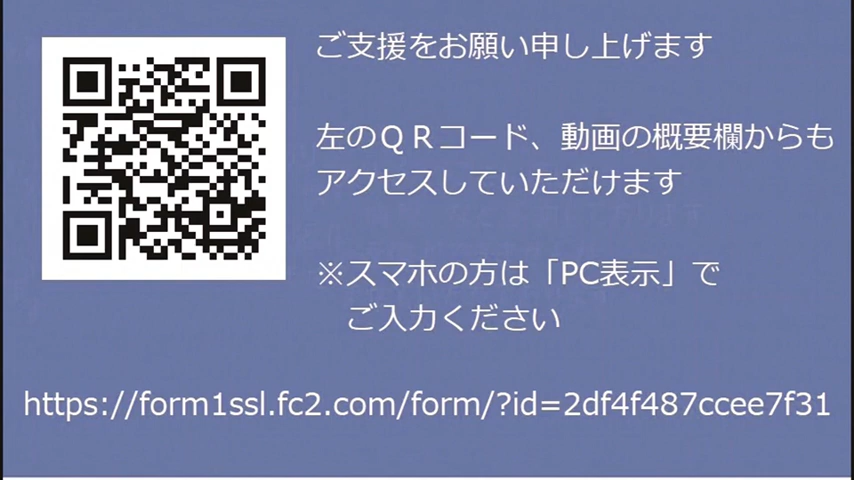 ご支援をお願い申し上げます
左のＱＲコード、動画の概要欄からも
アクセスしていただけます
※スマホの方は「PC表示」で
ご入力ください
https://form1ssl.fc2.com/form/?id=2df4f487ccee7f31